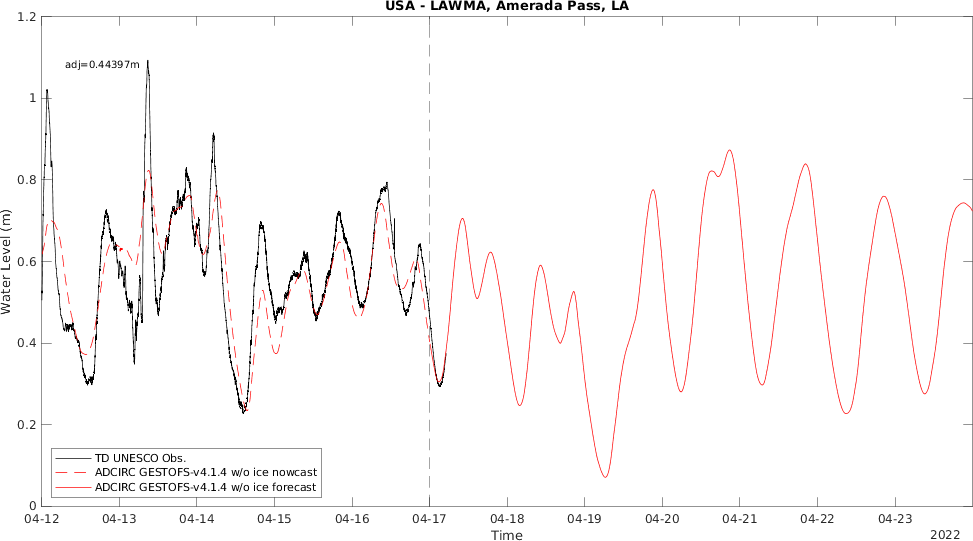 USA - LAWMA, Amerada Pass, LA
1.2
1
0.8
0.6
0.4
0.2
0
Water Level (m)
adj=0.44397m
TD UNESCO Obs.
ADCIRC GESTOFS-v4.1.4 w/o ice nowcast
ADCIRC GESTOFS-v4.1.4 w/o ice forecast
04-12 04-13 04-14 04-15 04-16 04-17 04-18 04-19 04-20 04-21 04-22 04-23
Time
2022